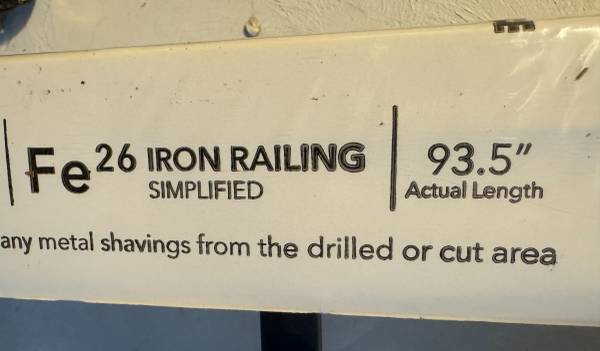 Fe26 IRON RAILING
SIMPLIFIED
93.5"
Actual Length
any metal shavings from the drilled or cut area